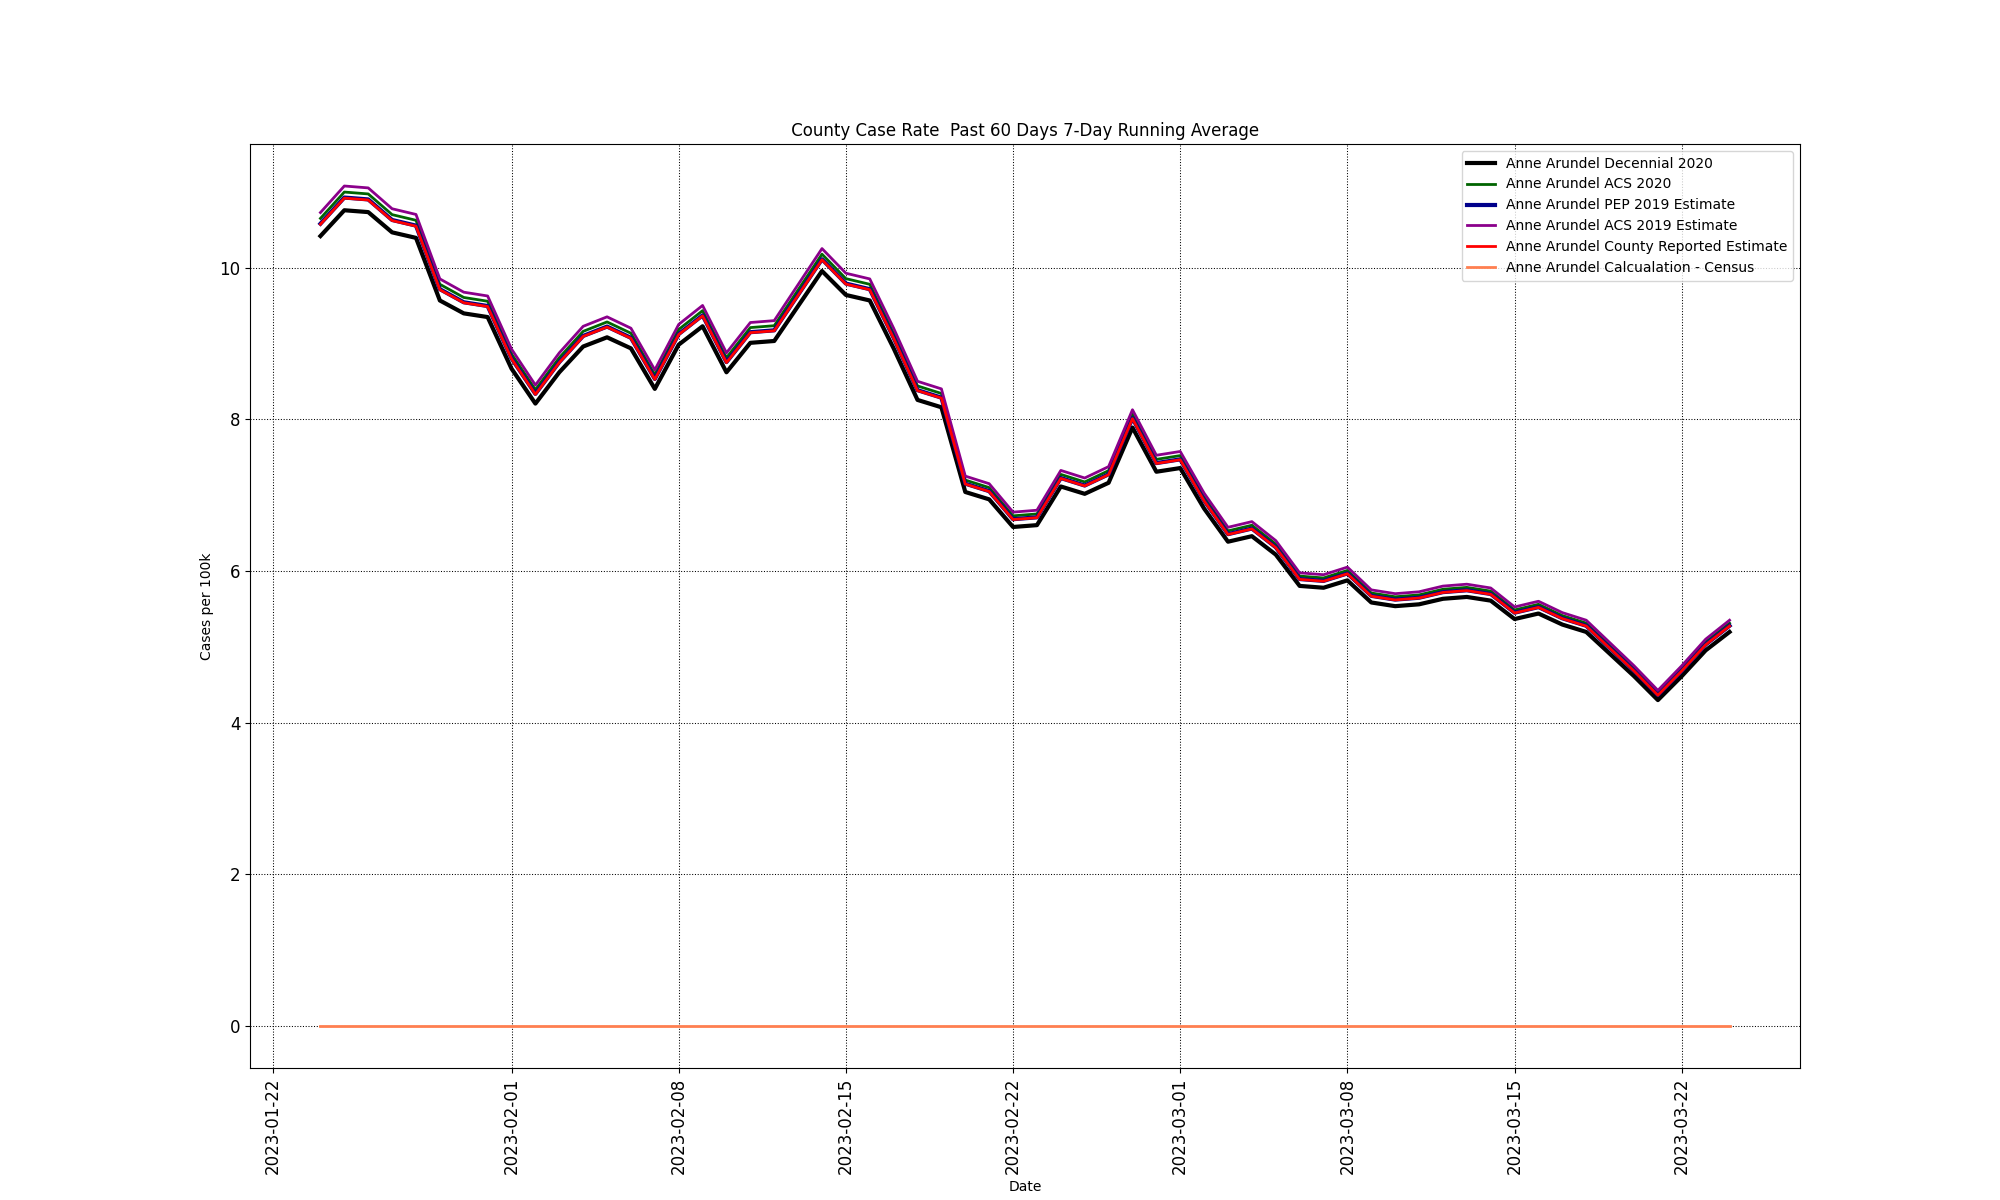 County Case Rate  Past 60 Days 7-Day Running Average
Anne Arundel Decennial 2020
Anne Arundel ACS 2020
Anne Arundel PEP 2019 Estimate
Anne Arundel ACS 2019 Estimate
Anne Arundel County Reported Estimate
Anne Arundel Calcualation - Census
Cases per 100k
10
8
6
4
2
0
2023-01-22
2023-02-01
2023-02-08
2023-02-15
2023-02-22
2023-03-01
2023-03-08
2023-03-15
2023-03-22
Date